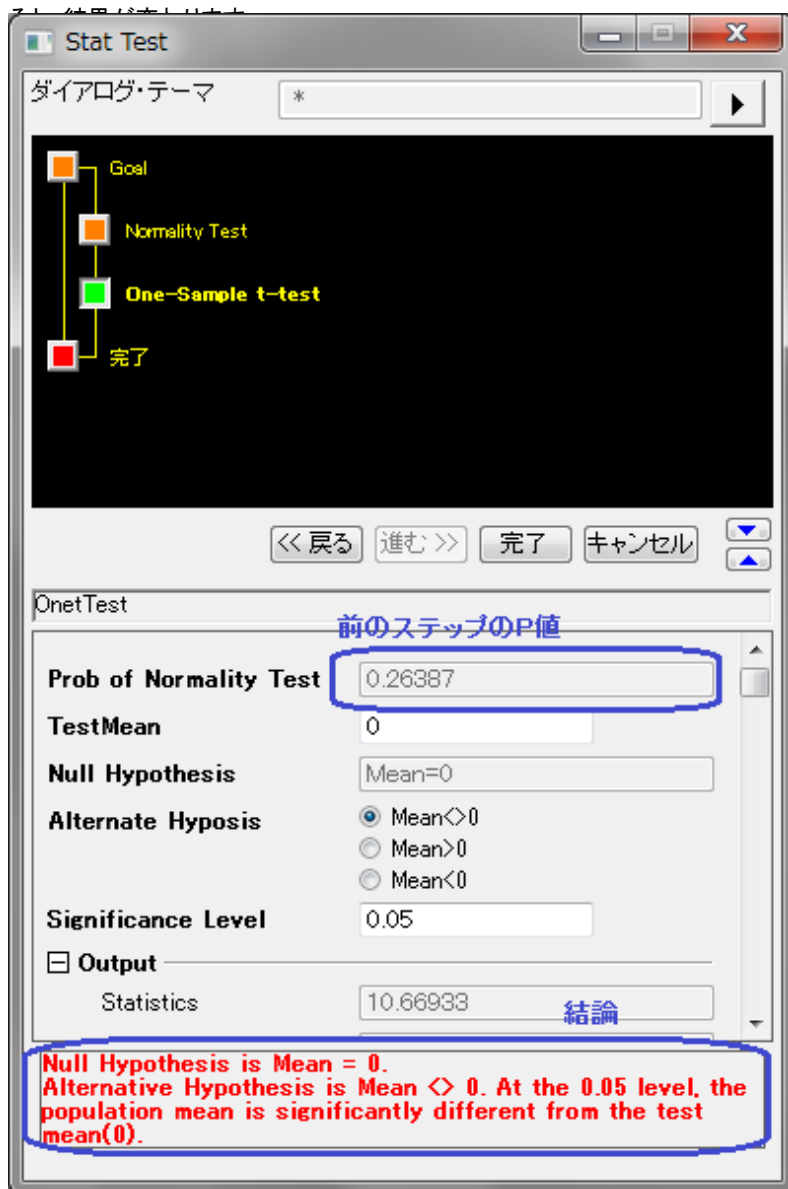 Stat Test
ダイアログ・テーマ
*
Goal
Normality Test
One-Sample t-test
完了
<< 戻る
進む >>
完了
キャンセル
OnetTest
前のステップのP値
Prob of Normality Test
0.26387
TestMean
0
Null Hypothesis
Mean=0
Alternate Hyposis
Mean<>0
Mean>0
Mean<0
Significance Level
0.05
Output
Statistics
10.66933
結論
Null Hypothesis is Mean = 0.
Alternative Hypothesis is Mean <> 0. At the 0.05 level, the
population mean is significantly different from the test
mean(0).